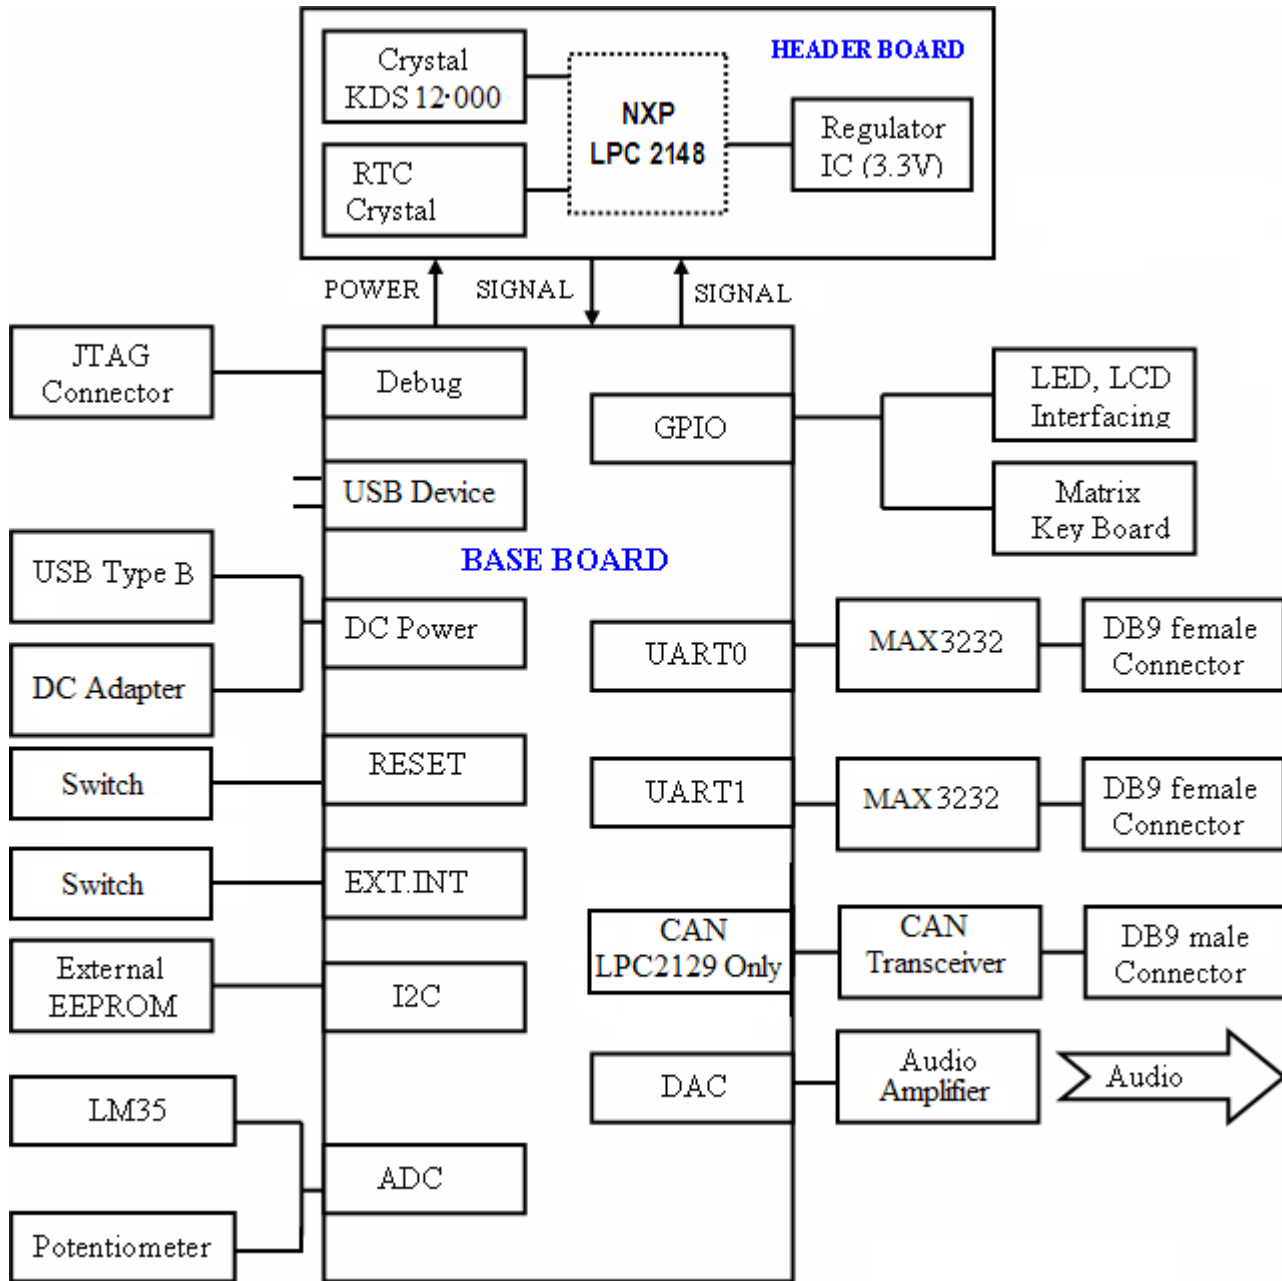 HEADER BOARD
Crystal
KDS 12·000
NXP
LPC 2148
Regulator
IC (3.3V)
RTC
Crystal
POWER
SIGNAL
SIGNAL
JTAG
Connector
Debug
GPIO
LED, LCD
Interfacing
USB Device
Matrix
Key Board
BASE BOARD
USB Type B
DC Power
DC Adapter
UART0
MAX3232
DB9 female
Connector
Switch
RESET
UART1
MAX3232
DB9 female
Connector
Switch
EXT.INT
CAN
LPC2129 Only
CAN
Transceiver
DB9 male
Connector
External
EEPROM
I2C
DAC
Audio
Amplifier
Audio
LM35
ADC
Potentiometer